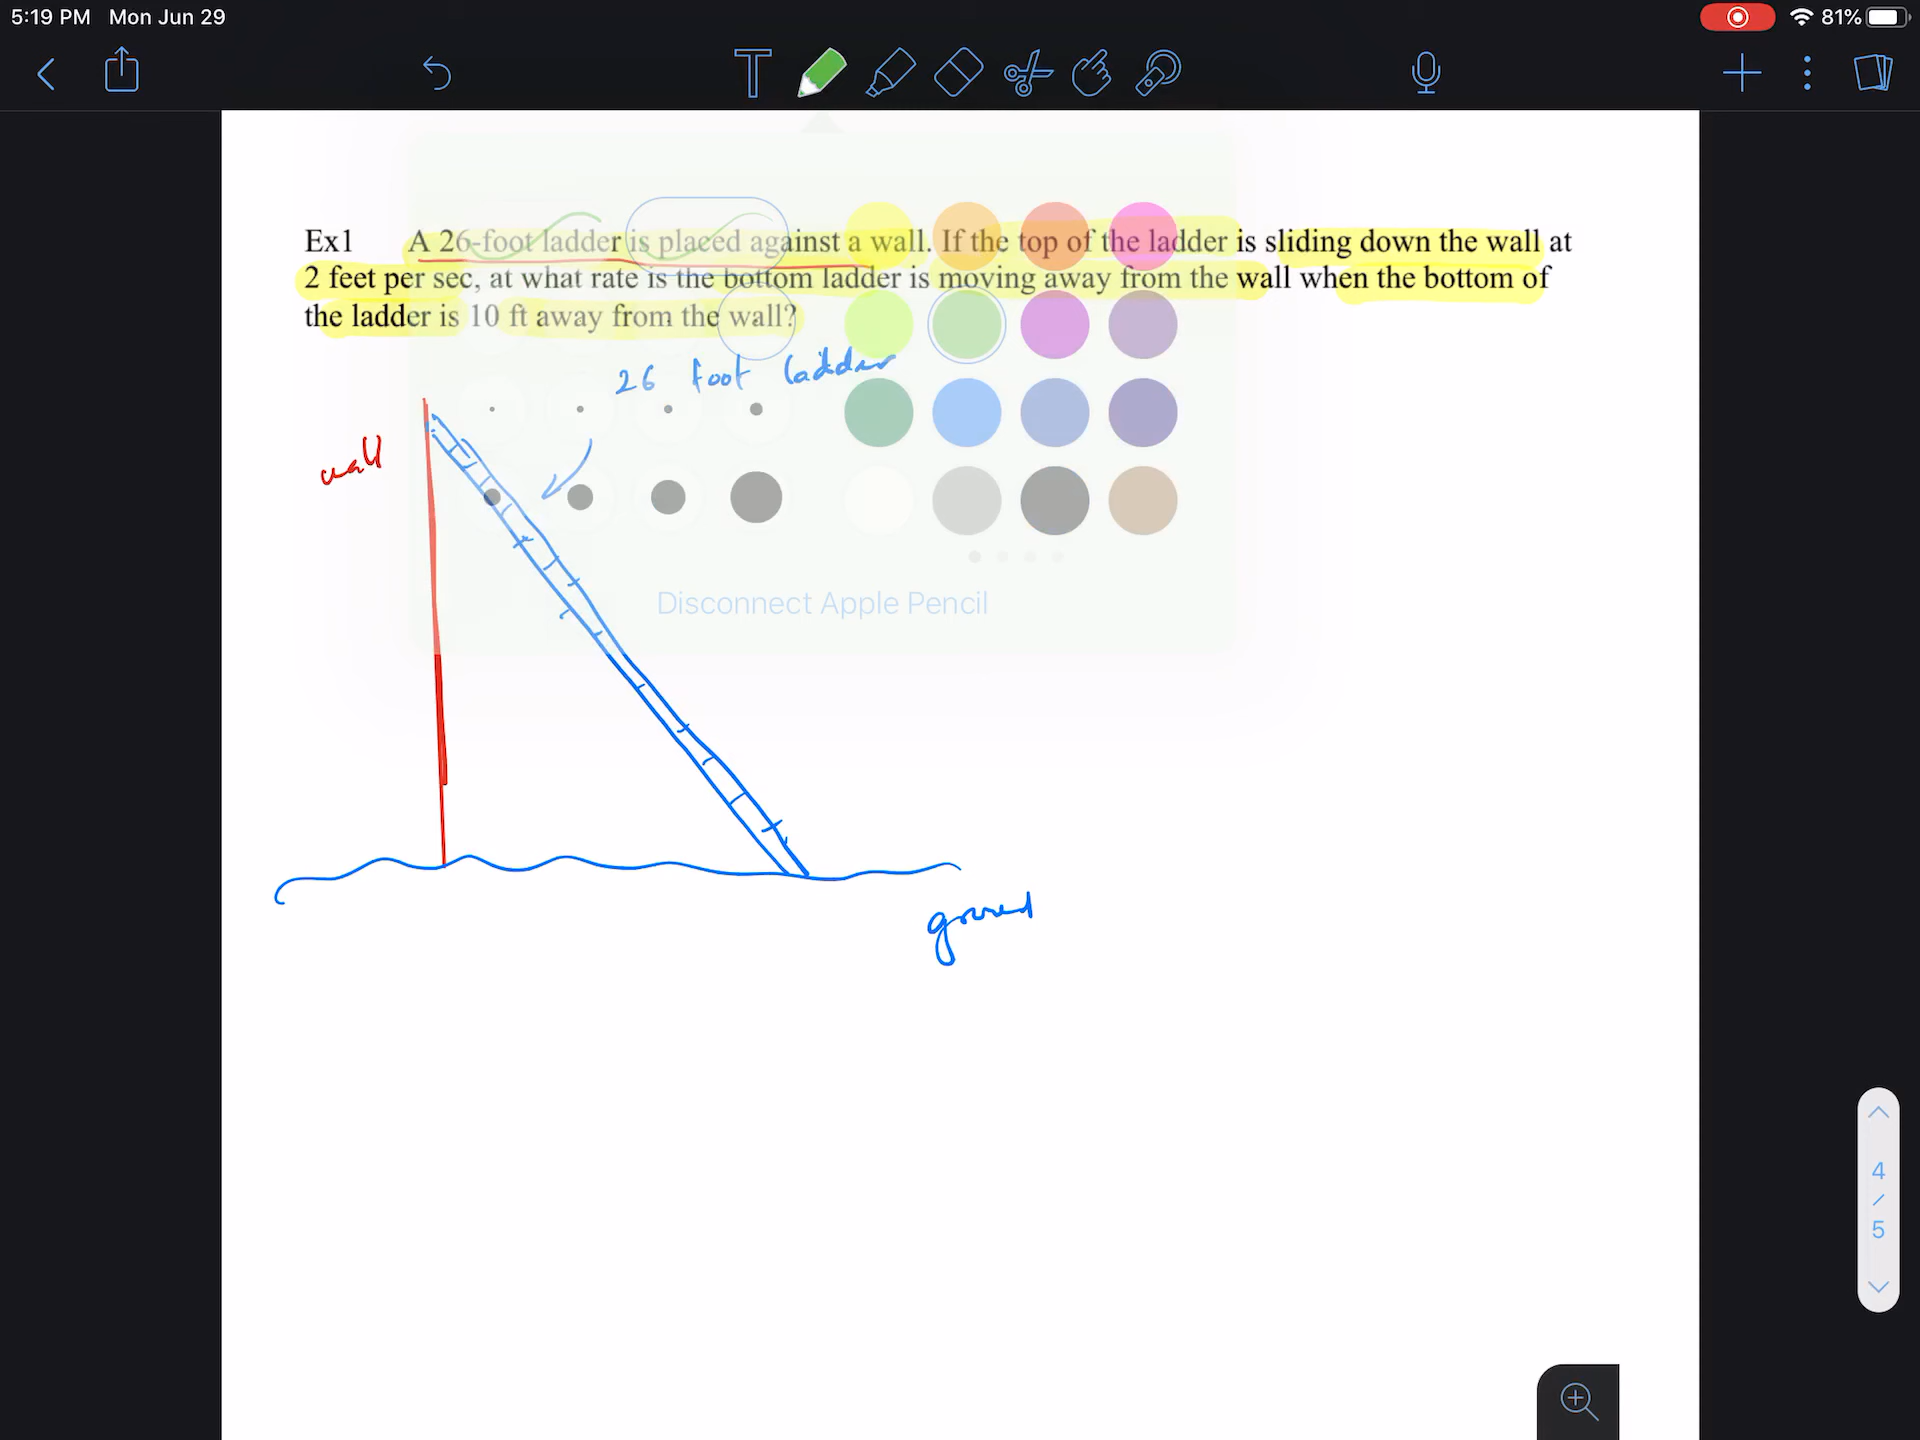 5:19 PM Mon Jun 29
81%
T
Ex1 A 26-foot ladder is placed against a wall. If the top of the ladder is sliding down the wall at
2 feet per sec, at what rate is the bottom ladder is moving away from the wall when the bottom of
the ladder is 10 ft away from the wall?
26 foot ladder
wall
Disconnect Apple Pencil
ground
4
/
5